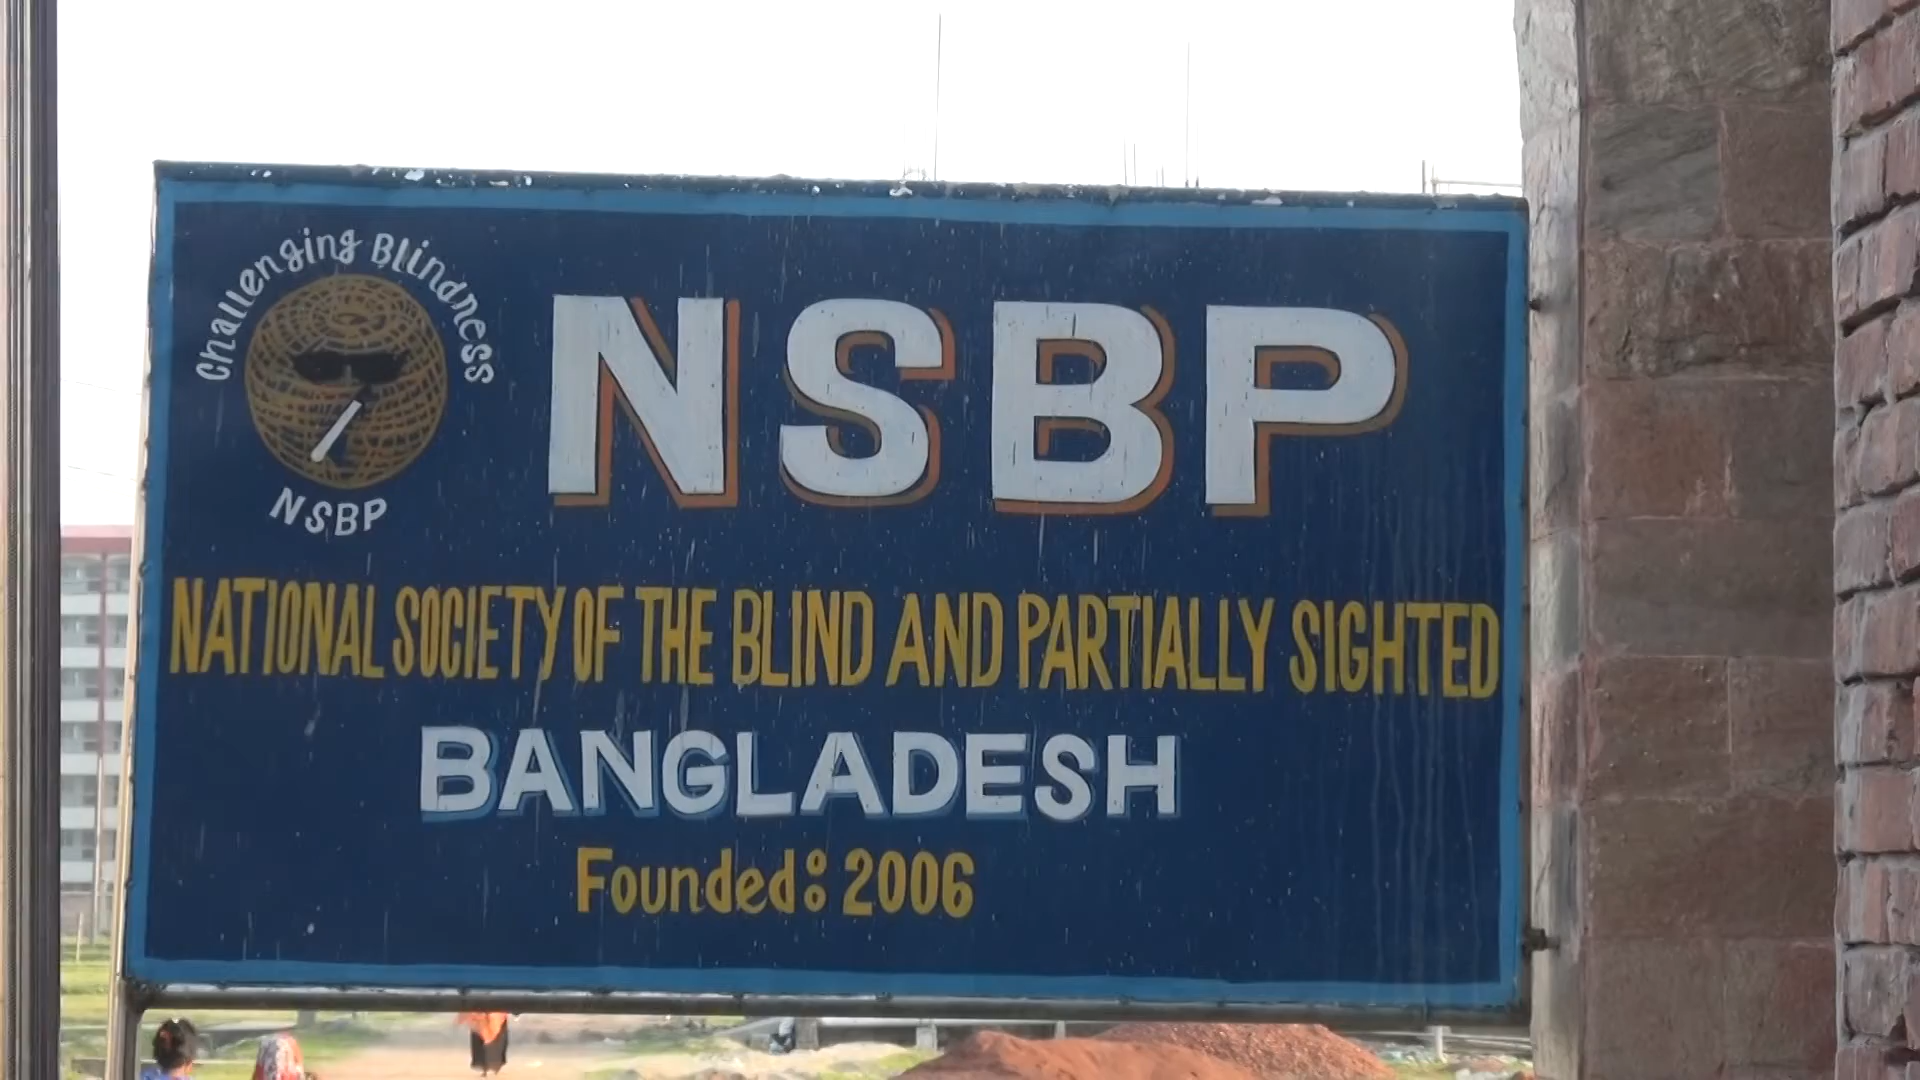 Challenging Blindness
NSBP
NSBP
NATIONAL SOCIETY OF THE BLIND AND PARTIALLY SIGHTED
BANGLADESH
Founded: 2006